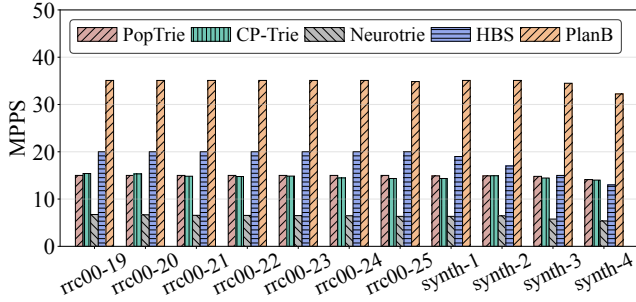 50
PopTrie CP-Trie Neurotrie HBS PlanB
40
30
20
10
0
MPPS
rrc00-19 rrc00-20 rrc00-21 rrc00-22 rrc00-23 rrc00-24 rrc00-25 synth-1 synth-2 synth-3 synth-4